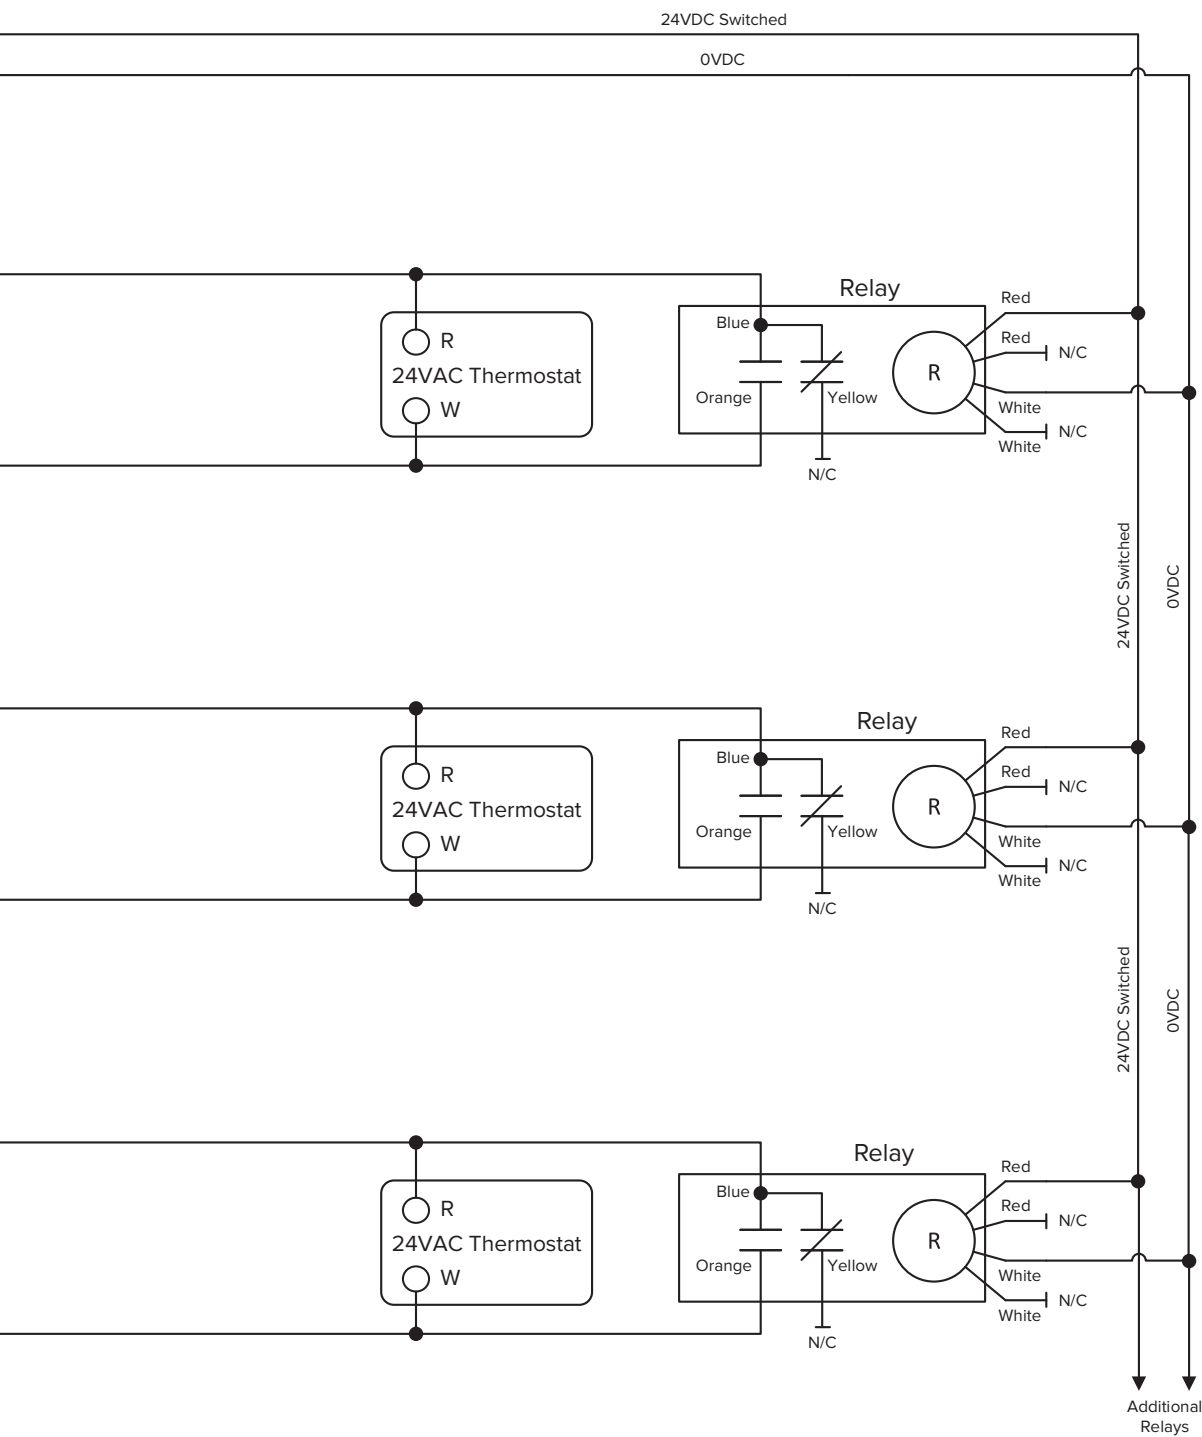 24VDC Switched
0VDC
Relay
Red
Blue
R
Red
N/C
24VAC Thermostat
R
Orange
Yellow
White
W
N/C
White
N/C
24VDC Switched
0VDC
Relay
Red
Blue
R
Red
N/C
24VAC Thermostat
R
Orange
Yellow
White
W
N/C
White
N/C
24VDC Switched
0VDC
Relay
Red
Blue
R
Red
N/C
24VAC Thermostat
R
Orange
Yellow
White
W
N/C
White
N/C
Additional
Relays